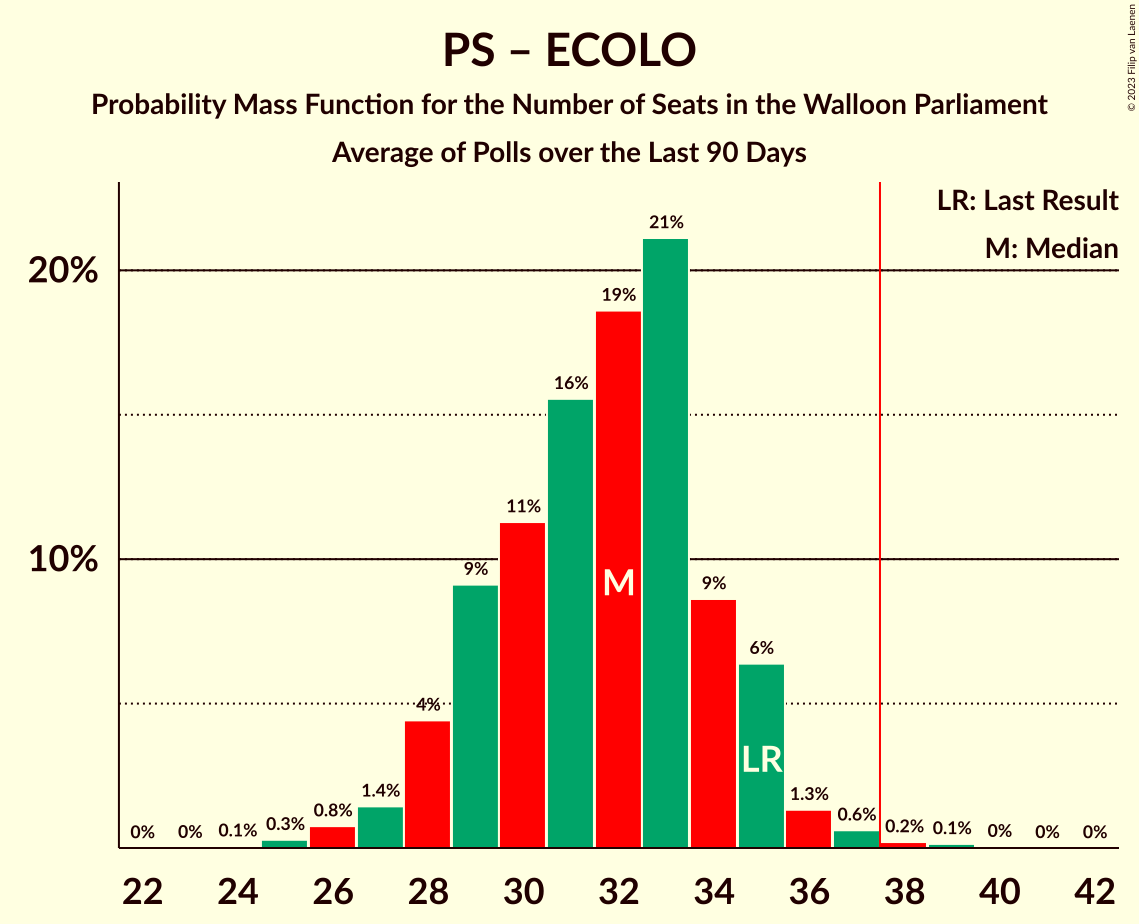 PS – ECOLO
Probability Mass Function for the Number of Seats in the Walloon Parliament
Average of Polls over the Last 90 Days
© 2023 Filip van Laenen
LR: Last Result
M: Median
20%
10%
0%
0%
0.1%
0.3%
0.8%
1.4%
4%
9%
11%
16%
19%
21%
9%
6%
1.3%
0.6%
0.2%
0.1%
0%
0%
0%
M
LR
22 24 26 28 30 32 34 36 38 40 42